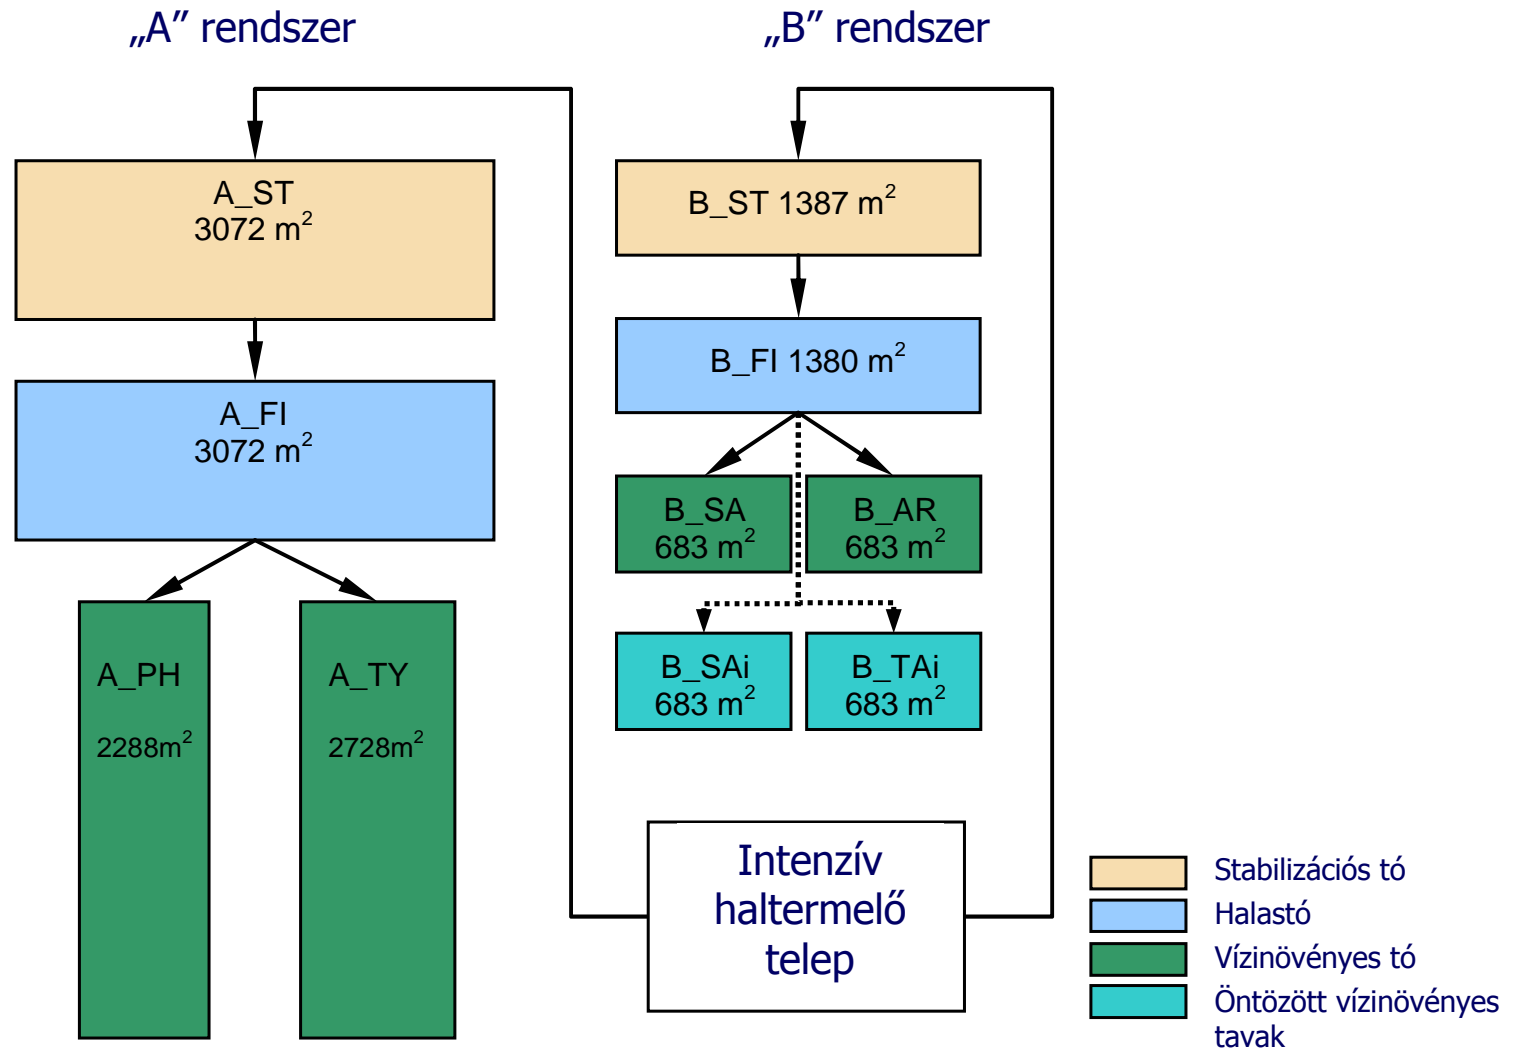 „A” rendszer
„B” rendszer
A_ST
3072 m²
B_ST 1387 m²
B_FI 1380 m²
A_FI
3072 m²
B_SA
683 m²
B_AR
683 m²
B_SAi
683 m²
B_TAi
683 m²
A_PH
2288m²
A_TY
2728m²
Intenzív
haltermelő
telep
Stabilizációs tó
Halastó
Vízinövényes tó
Öntözött vízinövényes
tavak